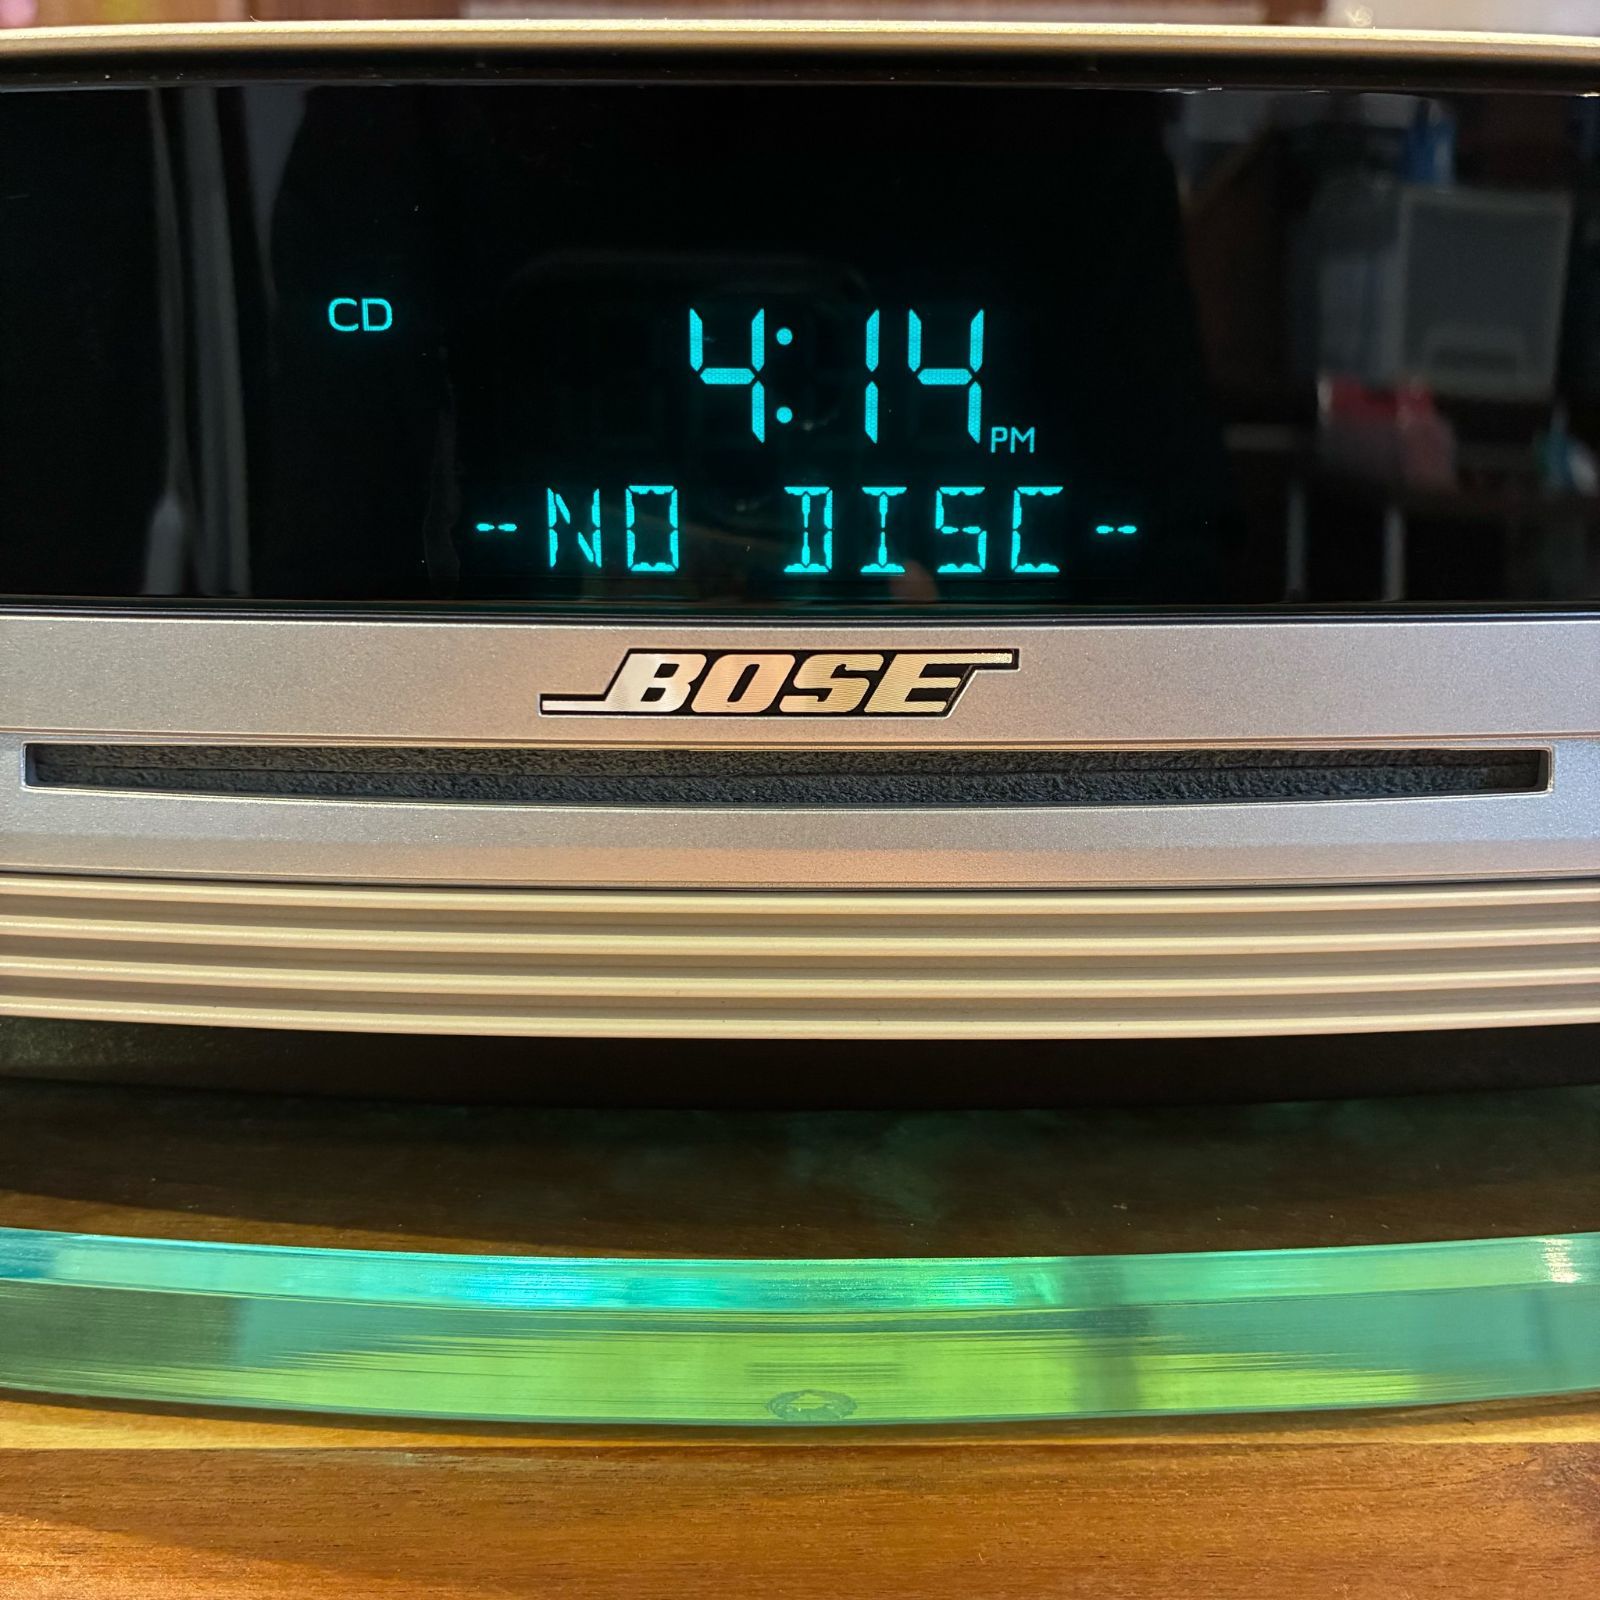 CD
4:14 PM
-NO DISC-
BOSE